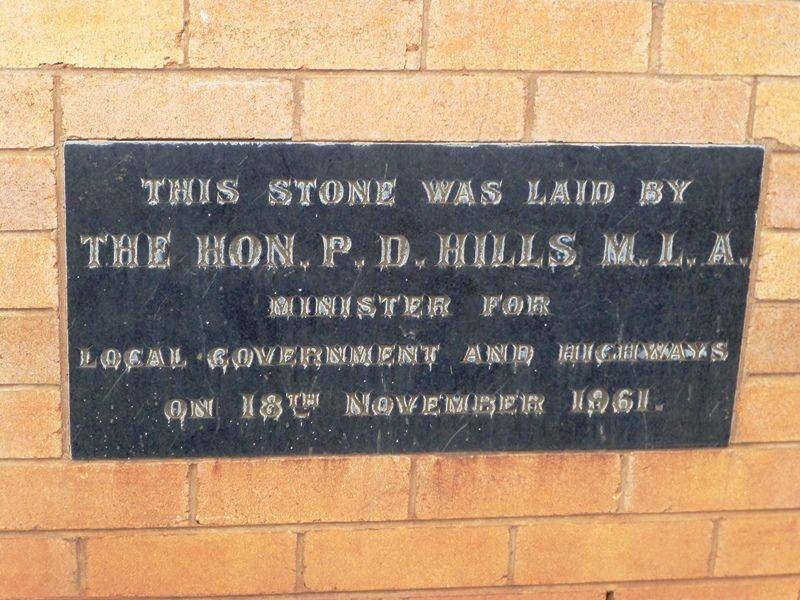 THIS STONE WAS LAID BY
THE HON. P. D. HILLS M. L. A.
MINISTER FOR
LOCAL GOVERNMENT AND HIGHWAYS
ON 18TH NOVEMBER 1961.